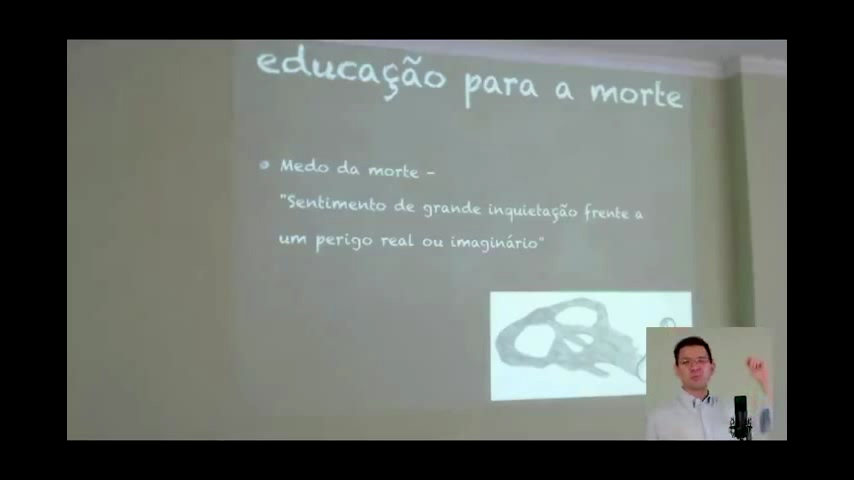 educação para a morte
Medo da morte -
"Sentimento de grande inquietação frente a
um perigo real ou imaginário"